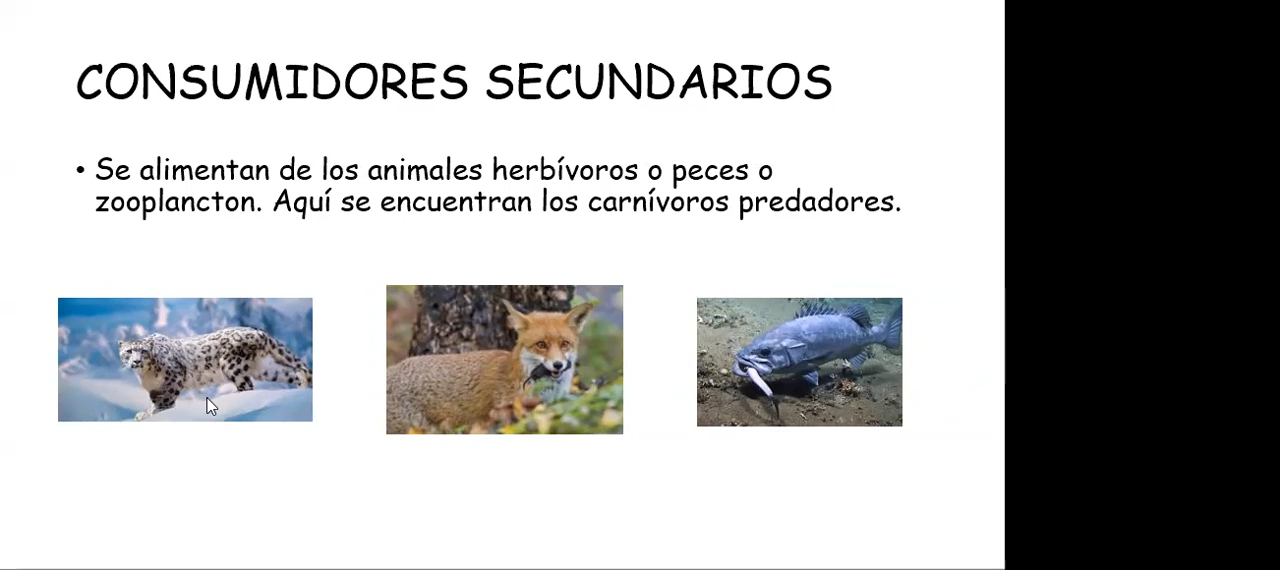 CONSUMIDORES SECUNDARIOS
• Se alimentan de los animales herbívoros o peces o
zooplancton. Aquí se encuentran los carnívoros predadores.